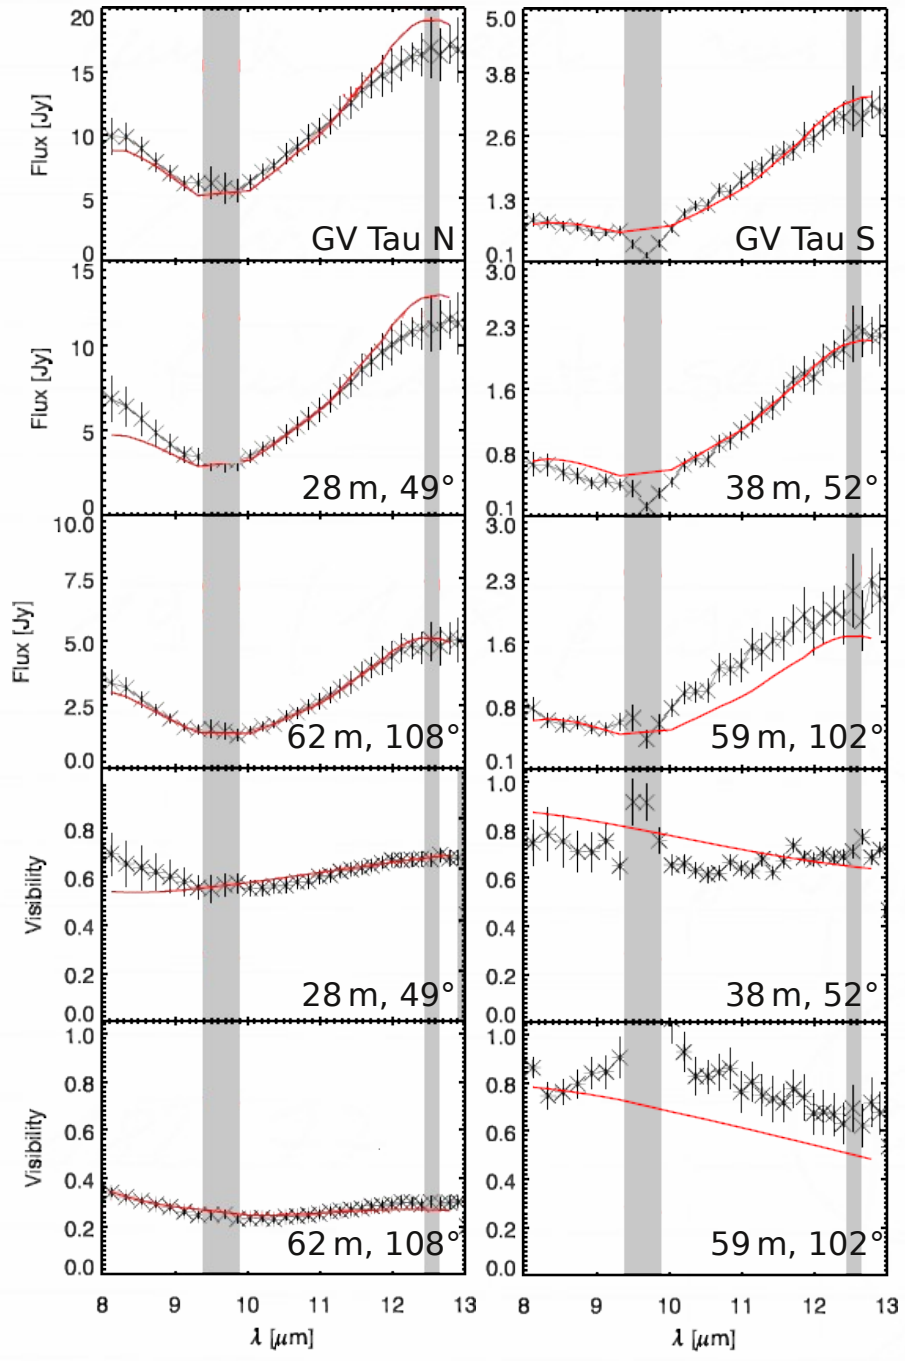 20
15
10
5
0
Flux [Jy]
GV Tau N
5.0
3.8
2.6
1.3
0.1
GV Tau S
15
10
5
0
Flux [Jy]
28 m, 49°
3.0
2.3
1.6
0.8
0.1
38 m, 52°
10.0
7.5
5.0
2.5
0.0
Flux [Jy]
62 m, 108°
3.0
2.3
1.6
0.8
0.1
59 m, 102°
0.8
0.6
0.4
0.2
0.0
Visibility
28 m, 49°
1.0
0.8
0.6
0.4
0.2
0.0
38 m, 52°
1.0
0.8
0.6
0.4
0.2
0.0
Visibility
62 m, 108°
1.0
0.8
0.6
0.4
0.2
0.0
59 m, 102°
8 9 10 11 12 13
λ [μm]
8 9 10 11 12 13
λ [μm]